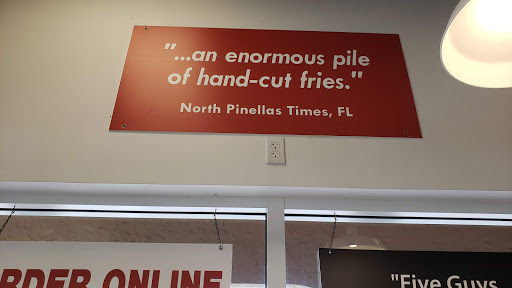 "...an enormous pile
of hand-cut fries."
North Pinellas Times, FL
RDER ONLINE
"Five Guys